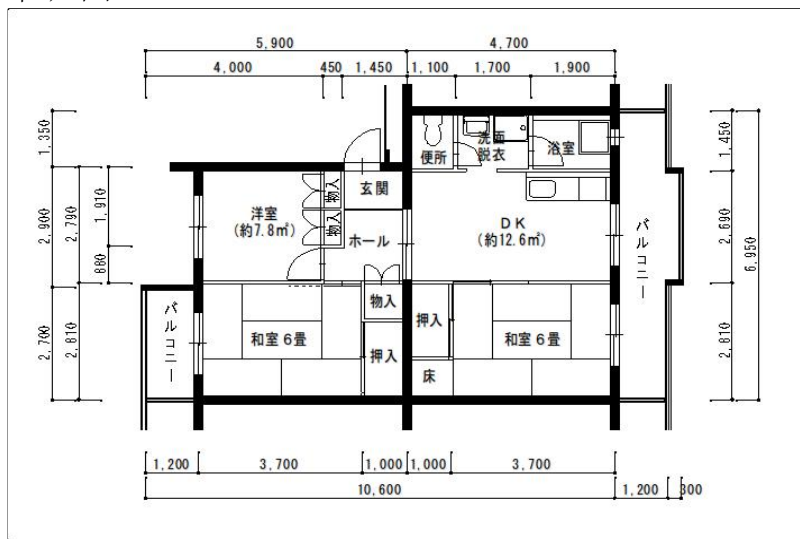 5,900
4,700
4,000
450
1,450
1,100
1,700
1,900
1,350
2,900
2,790
1,910
880
2,700
2,810
1,450
2,690
6,950
2,810
便所
洗面
脱衣
浴室
物入
玄関
洋室
(約7.8㎡)
物入
ホール
DK
(約12.6㎡)
バルコニー
バルコニー
和室6畳
物入
押入
押入
和室6畳
床
1,200
3,700
1,000
1,000
3,700
10,600
1,200
300